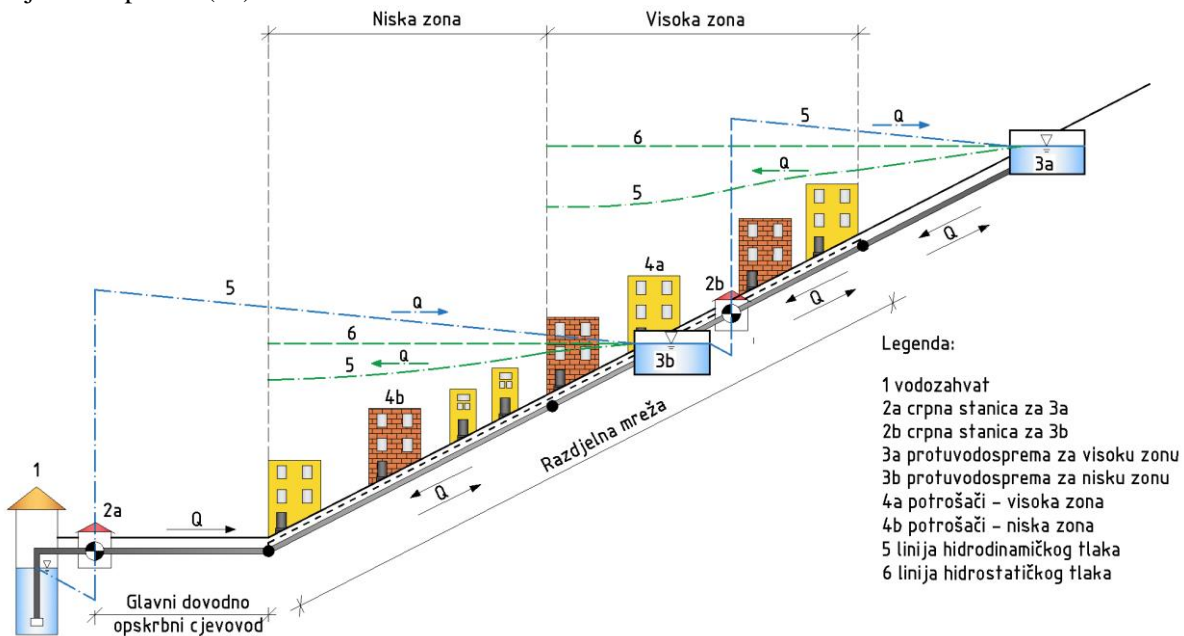 Niska zona
Visoka zona
5
Q
6
3a
Q
5
4a
2b
Q
5
Q
6
Q
5
3b
Q
4b
Razdjelna mreža
Q
1
2a
Q
Glavni dovodno
opskrbni cjevovod
Legenda:
1 vodozahvat
2a crpna stanica za 3a
2b crpna stanica za 3b
3a protuvodosprema za visoku zonu
3b protuvodosprema za nisku zonu
4a potrošači - visoka zona
4b potrošači - niska zona
5 linija hidrodinamičkog tlaka
6 linija hidrostatičkog tlaka